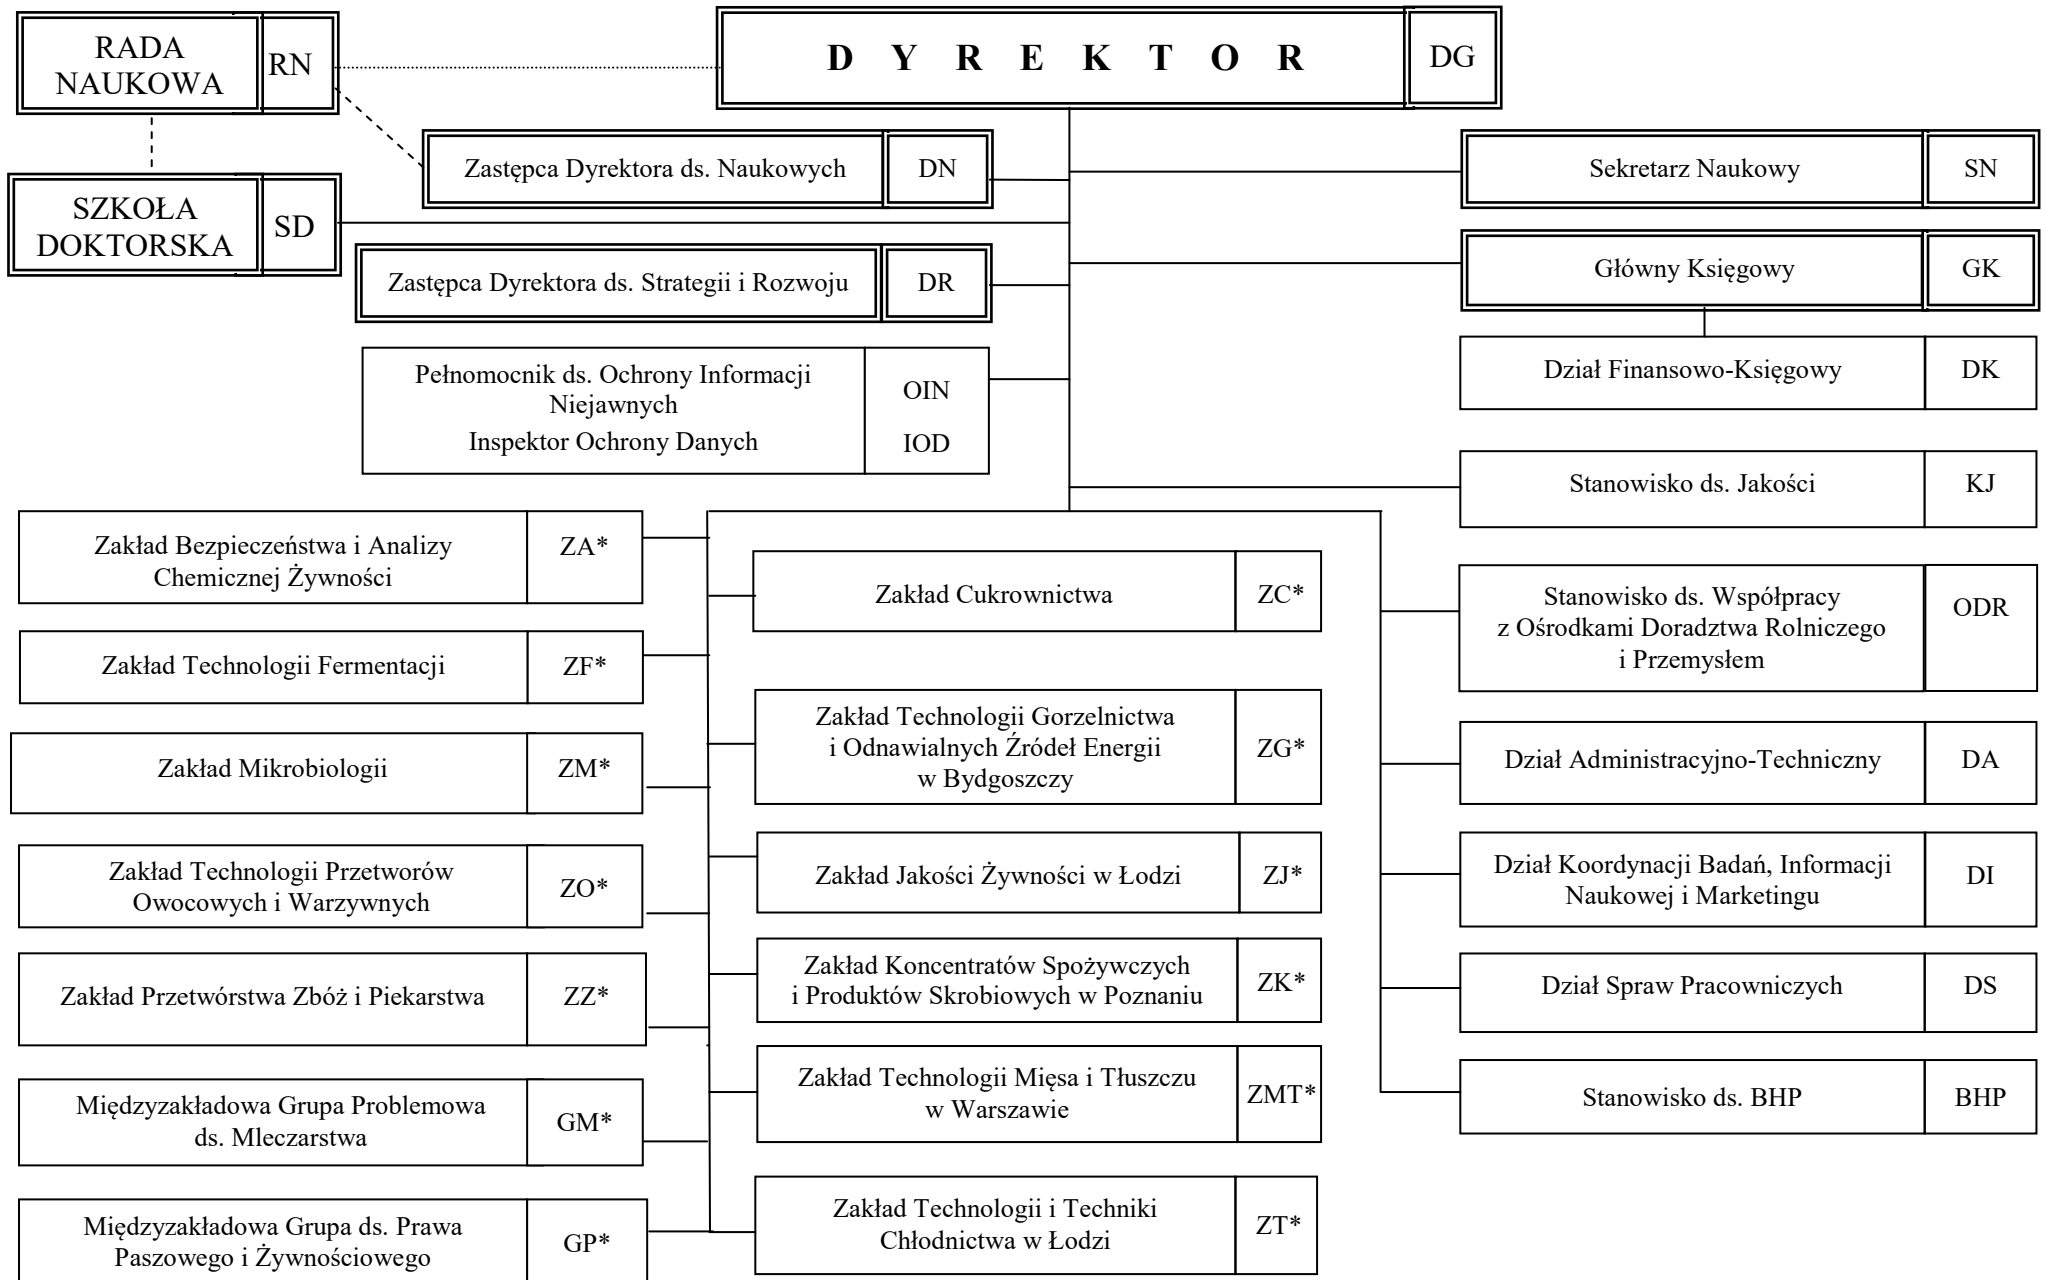 RADA
NAUKOWA
RN
D Y R E K T O R
DG
Zastępca Dyrektora ds. Naukowych
DN
Sekretarz Naukowy
SN
SZKOŁA
DOKTORSKA
SD
Zastępca Dyrektora ds. Strategii i Rozwoju
DR
Główny Księgowy
GK
Pełnomocnik ds. Ochrony Informacji
Niejawnych
OIN
Inspektor Ochrony Danych
IOD
Dział Finansowo-Księgowy
DK
Stanowisko ds. Jakości
KJ
Zakład Bezpieczeństwa i Analizy
Chemicznej Żywności
ZA*
Zakład Technologii Fermentacji
ZF*
Zakład Mikrobiologii
ZM*
Zakład Technologii Przetworów
Owocowych i Warzywnych
ZO*
Zakład Przetwórstwa Zbóż i Piekarstwa
ZZ*
Międzyzakładowa Grupa Problemowa
ds. Mleczarstwa
GM*
Międzyzakładowa Grupa ds. Prawa
Paszowego i Żywnościowego
GP*
Zakład Cukrownictwa
ZC*
Zakład Technologii Gorzelnictwa
i Odnawialnych Źródeł Energii
w Bydgoszczy
ZG*
Zakład Jakości Żywności w Łodzi
ZJ*
Zakład Koncentratów Spożywczych
i Produktów Skrobiowych w Poznaniu
ZK*
Zakład Technologii Mięsa i Tłuszczu
w Warszawie
ZMT*
Zakład Technologii i Techniki
Chłodnictwa w Łodzi
ZT*
Stanowisko ds. Współpracy
z Ośrodkami Doradztwa Rolniczego
i Przemysłem
ODR
Dział Administracyjno-Techniczny
DA
Dział Koordynacji Badań, Informacji
Naukowej i Marketingu
DI
Dział Spraw Pracowniczych
DS
Stanowisko ds. BHP
BHP